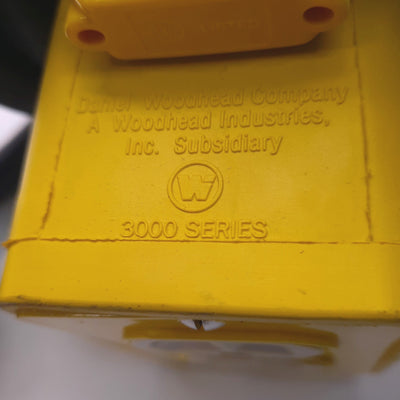 Daniel Woodhead Company
A Woodhead Industries,
Inc. Subsidiary
W
3000 SERIES